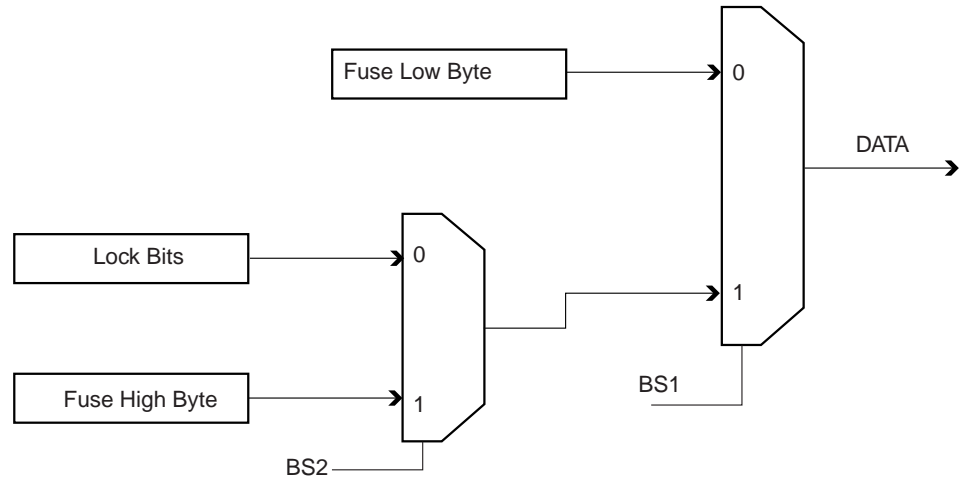 Fuse Low Byte
0
DATA
Lock Bits
0
1
BS1
Fuse High Byte
1
BS2